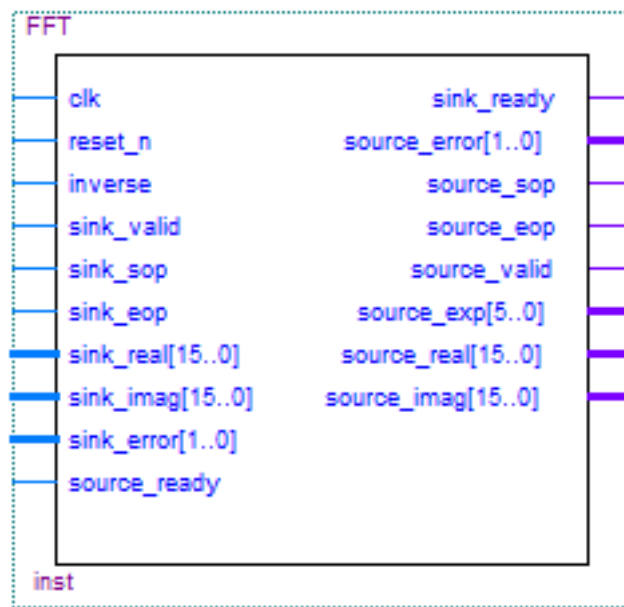 FFT
clk sink_ready
reset_n source_error[1..0]
inverse source_sop
sink_valid source_eop
sink_sop source_valid
sink_eop source_exp[5..0]
sink_real[15..0] source_real[15..0]
sink_imag[15..0] source_imag[15..0]
sink_error[1..0]
source_ready
inst